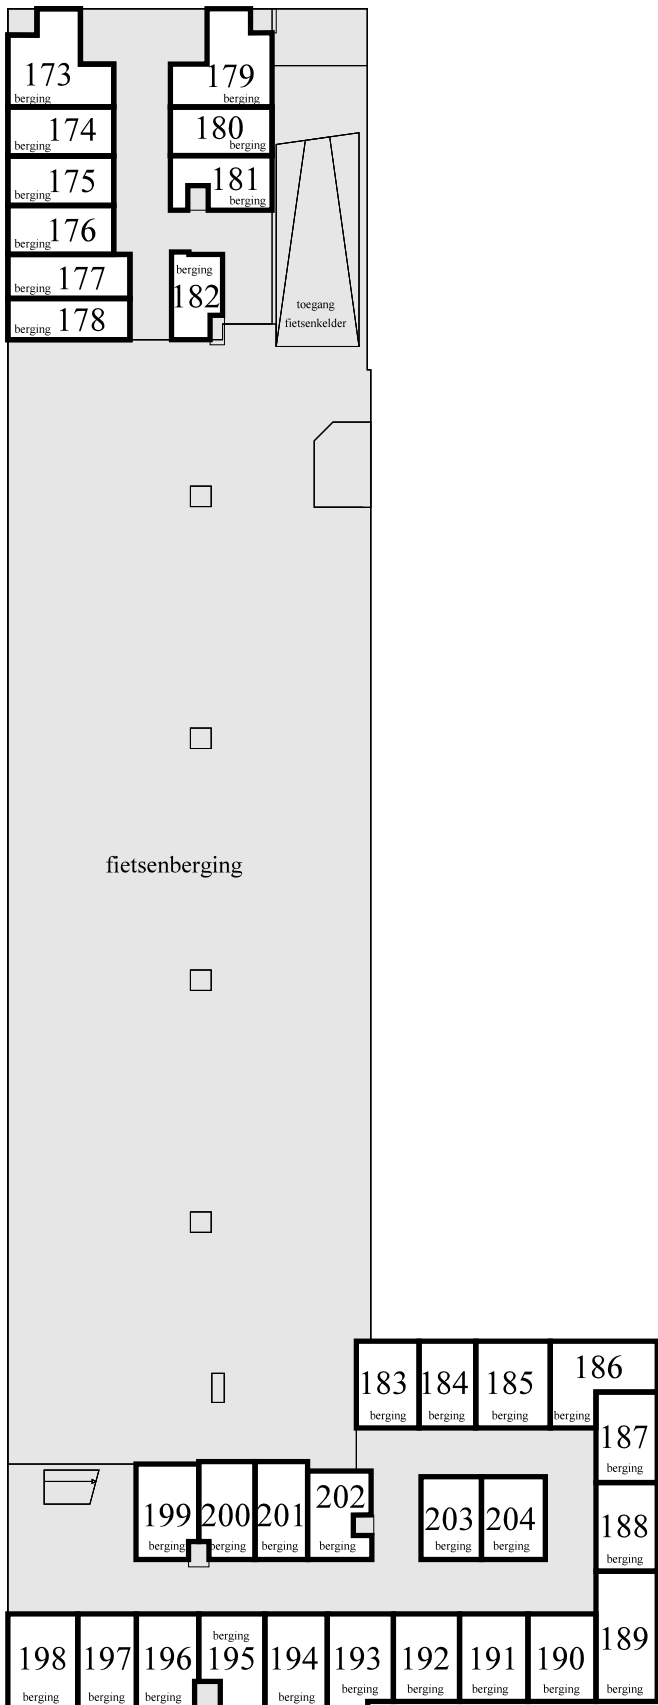 173
berging
179
berging
174
berging
180
berging
175
berging
181
berging
176
berging
177
berging
berging
182
178
berging
toegang
fietsenkelder
fietsenberging
183
berging
184
berging
185
berging
186
berging
187
berging
188
berging
189
berging
199
berging
200
berging
201
berging
202
berging
203
berging
204
berging
198
berging
197
berging
196
berging
berging
195
194
berging
193
berging
192
berging
191
berging
190
berging